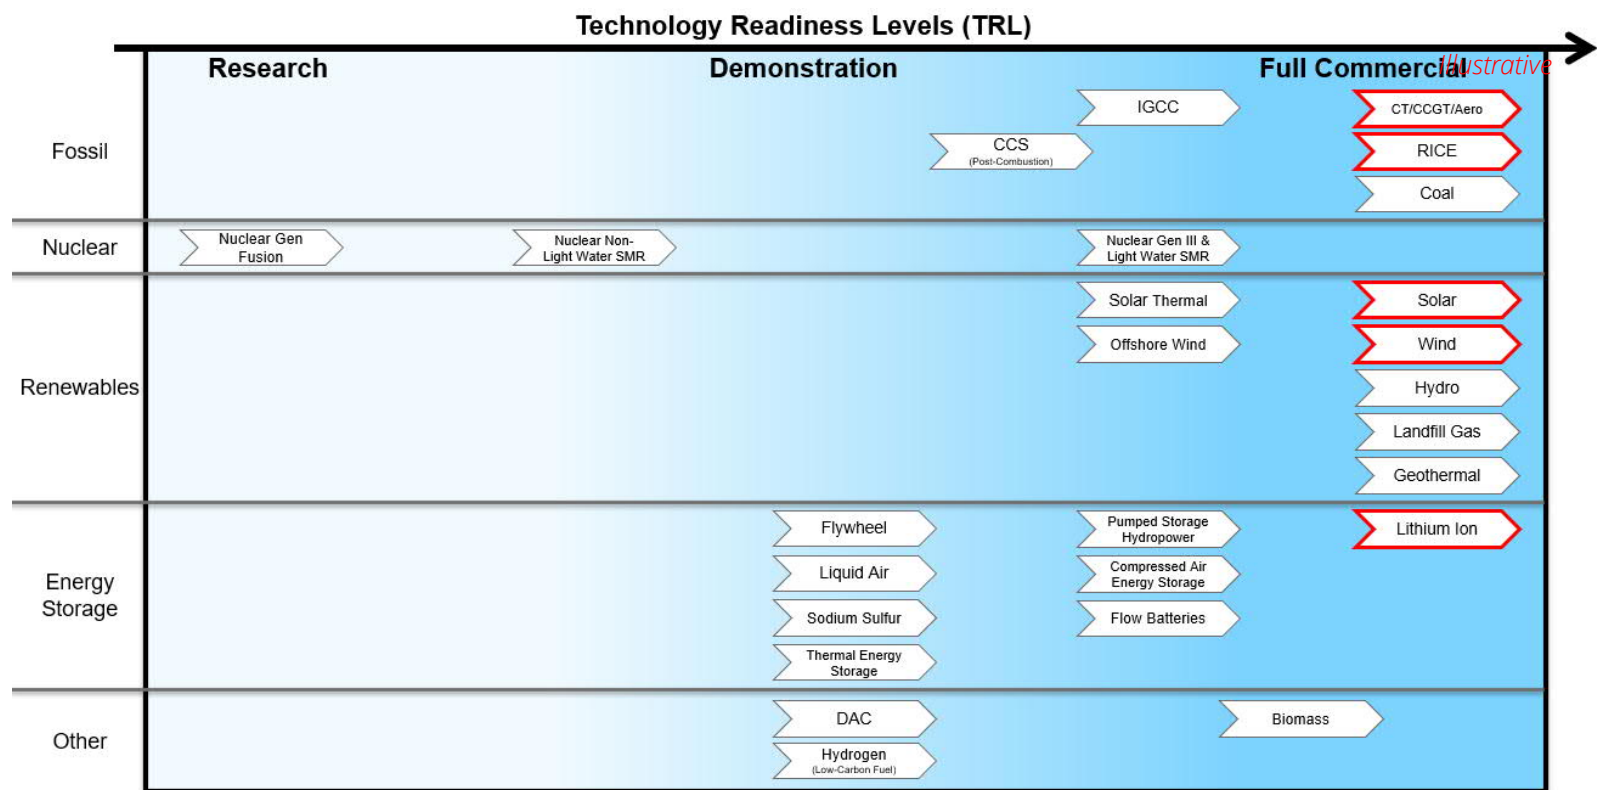 Technology Readiness Levels (TRL)
Research
Demonstration
Full Commercial
Illustrative
Fossil
IGCC
CT/CCGT/Aero
CCS
(Post-Combustion)
RICE
Coal
Nuclear
Nuclear Gen
Fusion
Nuclear Non-
Light Water SMR
Nuclear Gen III &
Light Water SMR
Renewables
Solar Thermal
Solar
Offshore Wind
Wind
Hydro
Landfill Gas
Geothermal
Energy
Storage
Flywheel
Pumped Storage
Hydropower
Lithium Ion
Liquid Air
Compressed Air
Energy Storage
Sodium Sulfur
Flow Batteries
Thermal Energy
Storage
Other
DAC
Biomass
Hydrogen
(Low-Carbon Fuel)